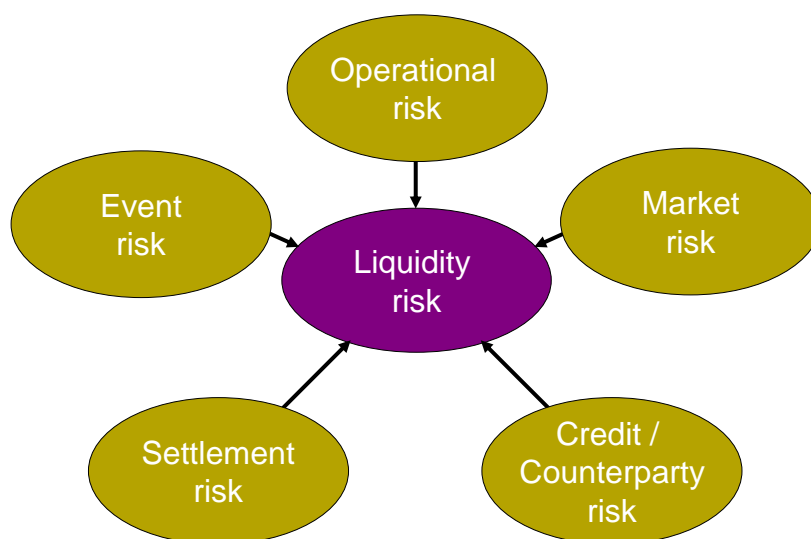 Operational
risk
Event
risk
Market
risk
Liquidity
risk
Settlement
risk
Credit /
Counterparty
risk